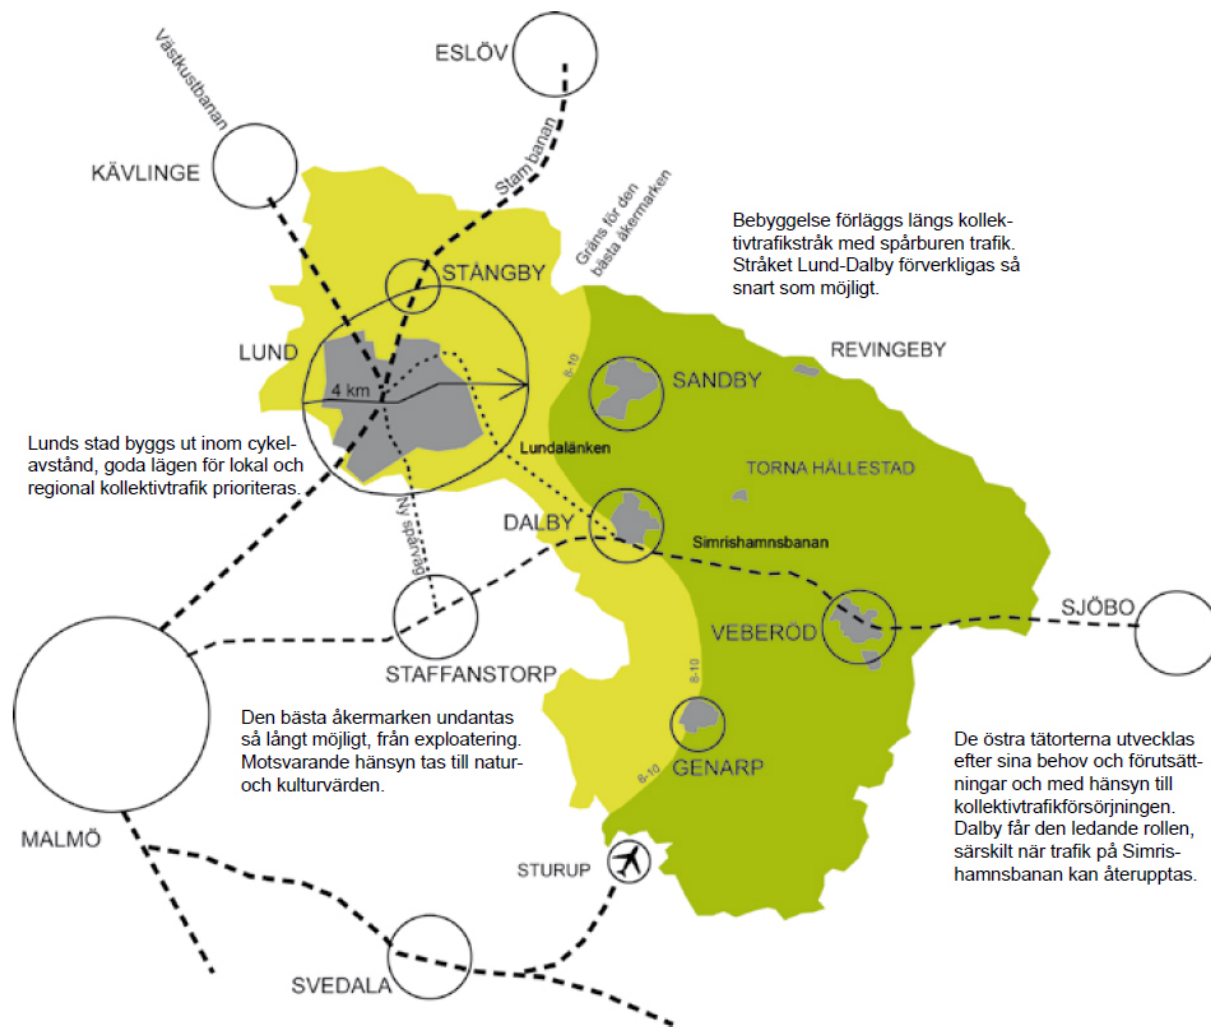 ESLÖV
Västkustbanan
KÄVLINGE
Stambanan
Gräns för den
bästa åkermarken
Bebyggelse förläggs längs kollek-
tivtrafikstråk med spårburen trafik.
Stråket Lund-Dalby förverkligas så
snart som möjligt.
STÅNGBY
LUND
REVINGEBY
8-10
SANDBY
4 km
Lunds stad byggs ut inom cykel-
avstånd, goda lägen för lokal och
regional kollektivtrafik prioriteras.
Lundalänken
TORNA HÄLLESTAD
Ny spårväg
DALBY
Simrishamnsbanan
SJÖBO
VEBERÖD
STAFFANSTORP
8-10
Den bästa åkermarken undantas
så långt möjligt, från exploatering.
Motsvarande hänsyn tas till natur-
och kulturvärden.
GENARP
8-10
De östra tätorterna utvecklas
efter sina behov och förutsätt-
ningar och med hänsyn till
kollektivtrafikförsörjningen.
Dalby får den ledande rollen,
särskilt när trafik på Simris-
hamnsbanan kan återupptas.
MALMÖ
STURUP
SVEDALA